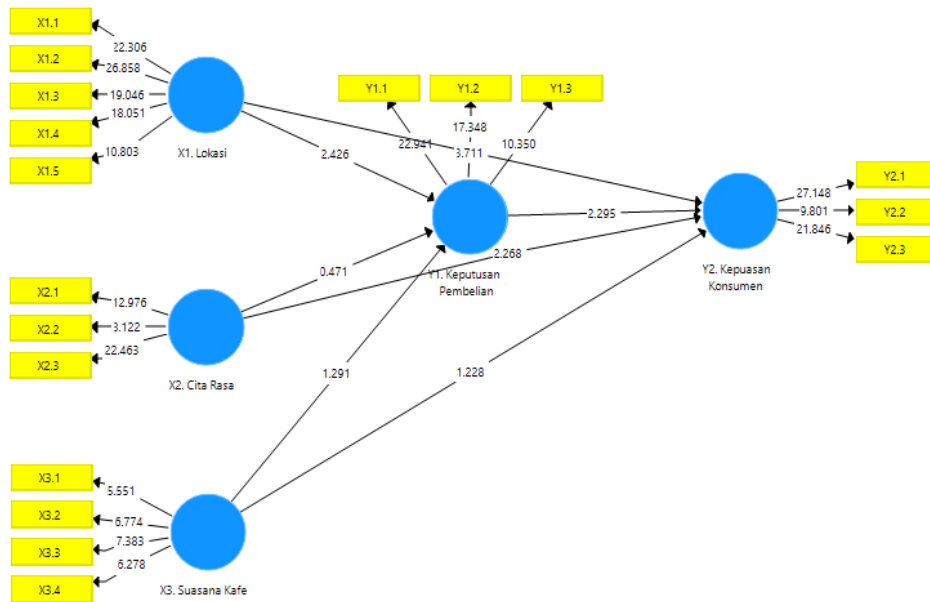 X1.1
X1.2
X1.3
X1.4
X1.5
22.306
26.858
19.046
18.051
10.803
X1. Lokasi
Y1.1
Y1.2
Y1.3
22.941
17.348
10.350
3.711
2.426
Y1. Keputusan
Pembelian
2.295
2.268
0.471
Y2. Kepuasan
Konsumen
27.148
9.801
21.846
Y2.1
Y2.2
Y2.3
X2.1
X2.2
X2.3
12.976
3.122
22.463
X2. Cita Rasa
1.291
1.228
X3.1
X3.2
X3.3
X3.4
5.551
6.774
7.383
6.278
X3. Suasana Kafe